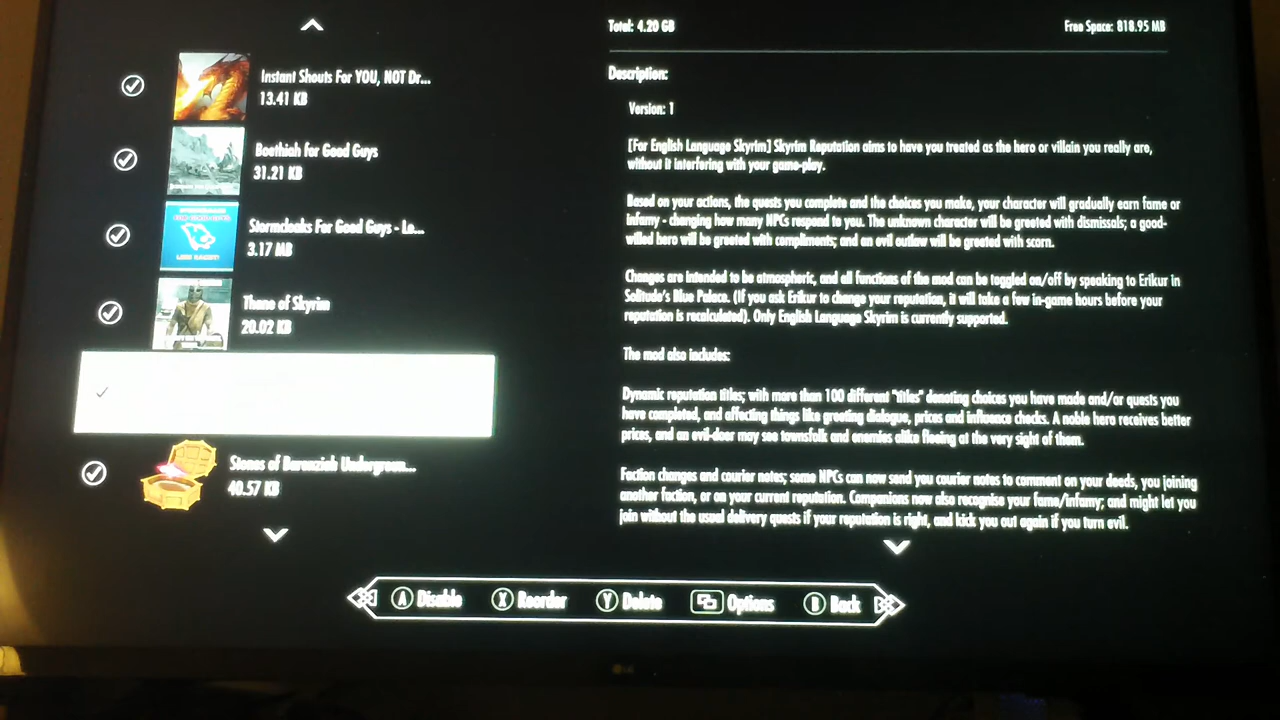 Total: 4.20 GB
Free Space: 818.95 MB
Instant Shouts For YOU, NOT Dr...
13.41 KB
Boethiah for Good Guys
31.21 KB
Stormcloaks For Good Guys - Le...
3.17 MB
Thane of Skyrim
20.02 KB
Stones of Barenziah Undergroun...
40.57 KB
Description:
Version: 1
[For English Language Skyrim] Skyrim Reputation aims to have you treated as the hero or villain you really are,
without it interfering with your game-play.
Based on your actions, the quests you complete and the choices you make, your character will gradually earn fame or
infamy - changing how many NPCs respond to you. The unknown character will be greeted with dismissals; a good-
willed hero will be greeted with compliments; and an evil outlaw will be greeted with scorn.
Changes are intended to be atmospheric, and all functions of the mod can be toggled on/off by speaking to Erikur in
Solitude's Blue Palace. (If you ask Erikur to change your reputation, it will take a few in-game hours before your
reputation is recalculated). Only English Language Skyrim is currently supported.
The mod also includes:
Dynamic reputation titles; with more than 100 different "titles" denoting choices you have made and/or quests you
have completed, and affecting things like greeting dialogue, prices and influence checks. A noble hero receives better
prices, and an evil-doer may see townsfolk and enemies alike fleeing at the very sight of them.
Faction changes and courier notes; some NPCs can now send you courier notes to comment on your deeds, you joining
another faction, or on your current reputation. Companions now also recognise your fame/infamy; and might let you
join without the usual delivery quests if your reputation is right, and kick you out again if you turn evil.
A Disable
X Reorder
Y Delete
Options
B Back
LG